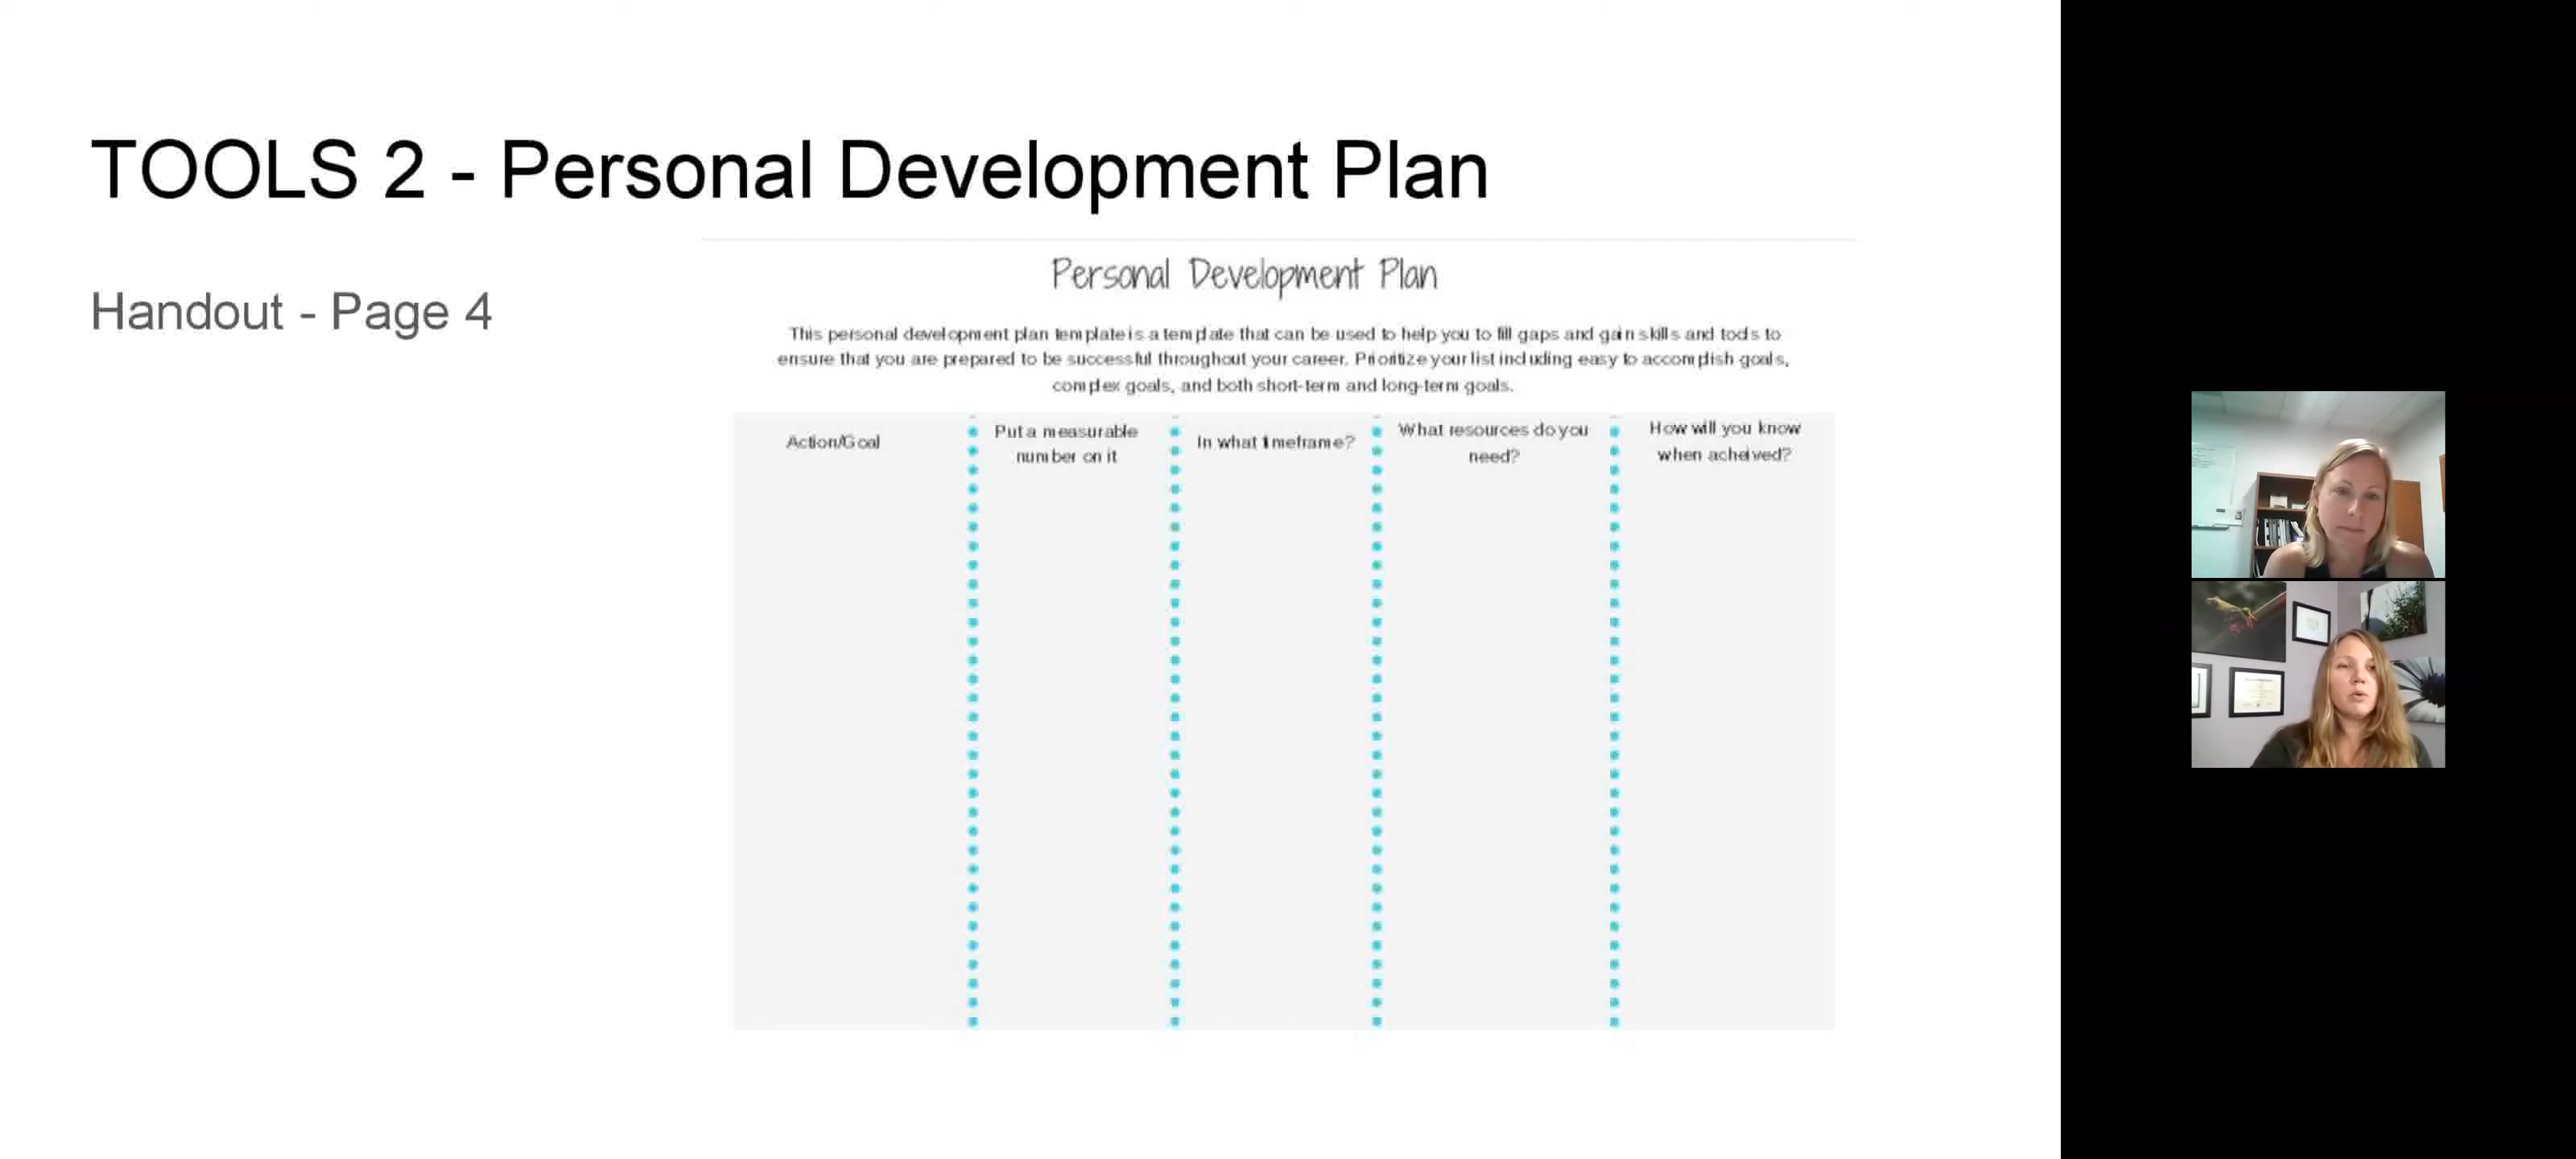 TOOLS 2 - Personal Development Plan
Handout - Page 4
Personal Development Plan
This personal development plan template is a template that can be used to help you to fill gaps and gain skills and tools to
ensure that you are prepared to be successful throughout your career. Prioritize your list including easy to accomplish goals,
complex goals, and both short-term and long-term goals.
Action/Goal
Put a measurable
number on it
In what timeframe?
What resources do you
need?
How will you know
when acheived?